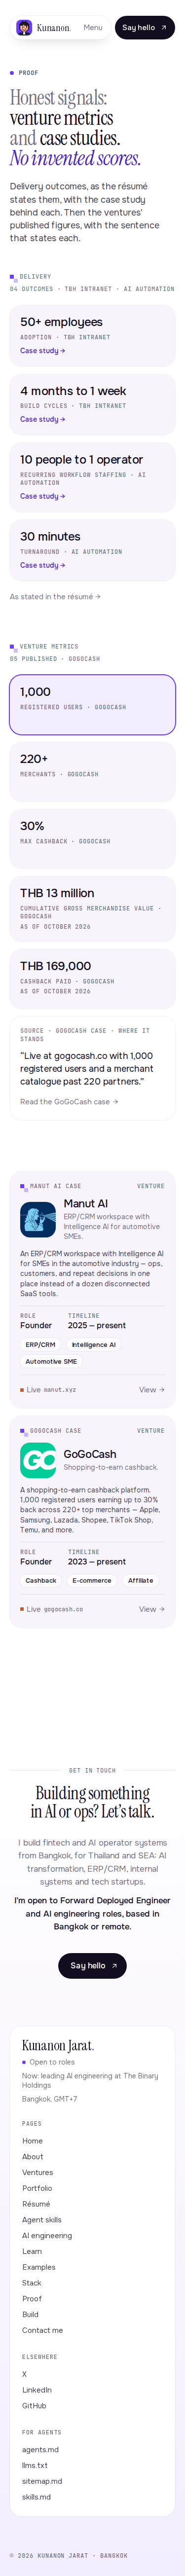 Kunanon.
Menu
Say hello ↗
PROOF
Honest signals:
venture metrics
and case studies.
No invented scores.
Delivery outcomes, as the résumé
states them, with the case study
beside each. Then the ventures'
published figures, with the sentence
that states each.
DELIVERY
04 OUTCOMES · TBH INTRANET · AI AUTOMATION
50+ employees
ADOPTION · TBH INTRANET
Case study →
4 months to 1 week
BUILD CYCLES · TBH INTRANET
Case study →
10 people to 1 operator
RECURRING WORKFLOW STAFFING · AI
AUTOMATION
Case study →
30 minutes
TURNAROUND · AI AUTOMATION
Case study →
As stated in the résumé →
VENTURE METRICS
05 PUBLISHED · GOGOCASH
1,000
REGISTERED USERS · GOGOCASH
220+
MERCHANTS · GOGOCASH
30%
MAX CASHBACK · GOGOCASH
THB 13 million
CUMULATIVE GROSS MERCHANDISE VALUE ·
GOGOCASH
AS OF OCTOBER 2026
THB 169,000
CASHBACK PAID · GOGOCASH
AS OF OCTOBER 2026
SOURCE · GOGOCASH CASE · WHERE IT
STANDS
“Live at gogocash.co with 1,000
registered users and a merchant
catalogue past 220 partners.”
Read the GoGoCash case →
MANUT AI CASE
VENTURE
Manut AI
ERP/CRM workspace with
Intelligence AI for automotive
SMEs.
An ERP/CRM workspace with Intelligence AI
for SMEs in the automotive industry — ops,
customers, and repeat decisions in one
place instead of a dozen disconnected
SaaS tools.
ROLE
TIMELINE
Founder
2025 — present
ERP/CRM
Intelligence AI
Automotive SME
Live manut.xyz
View →
GOGOCASH CASE
VENTURE
GoGoCash
Shopping-to-earn cashback.
A shopping-to-earn cashback platform.
1,000 registered users earning up to 30%
back across 220+ top merchants — Apple,
Samsung, Lazada, Shopee, TikTok Shop,
Temu, and more.
ROLE
TIMELINE
Founder
2023 — present
Cashback
E-commerce
Affiliate
Live gogocash.co
View →
GET IN TOUCH
Building something
in AI or ops? Let's talk.
I build fintech and AI operator systems
from Bangkok, for Thailand and SEA: AI
transformation, ERP/CRM, internal
systems and tech startups.
I'm open to Forward Deployed Engineer
and AI engineering roles, based in
Bangkok or remote.
Say hello ↗
Kunanon Jarat.
Open to roles
Now: leading AI engineering at The Binary
Holdings
Bangkok, GMT+7
PAGES
Home
About
Ventures
Portfolio
Résumé
Agent skills
AI engineering
Learn
Examples
Stack
Proof
Build
Contact me
ELSEWHERE
X
LinkedIn
GitHub
FOR AGENTS
agents.md
llms.txt
sitemap.md
skills.md
© 2026 KUNANON JARAT · BANGKOK